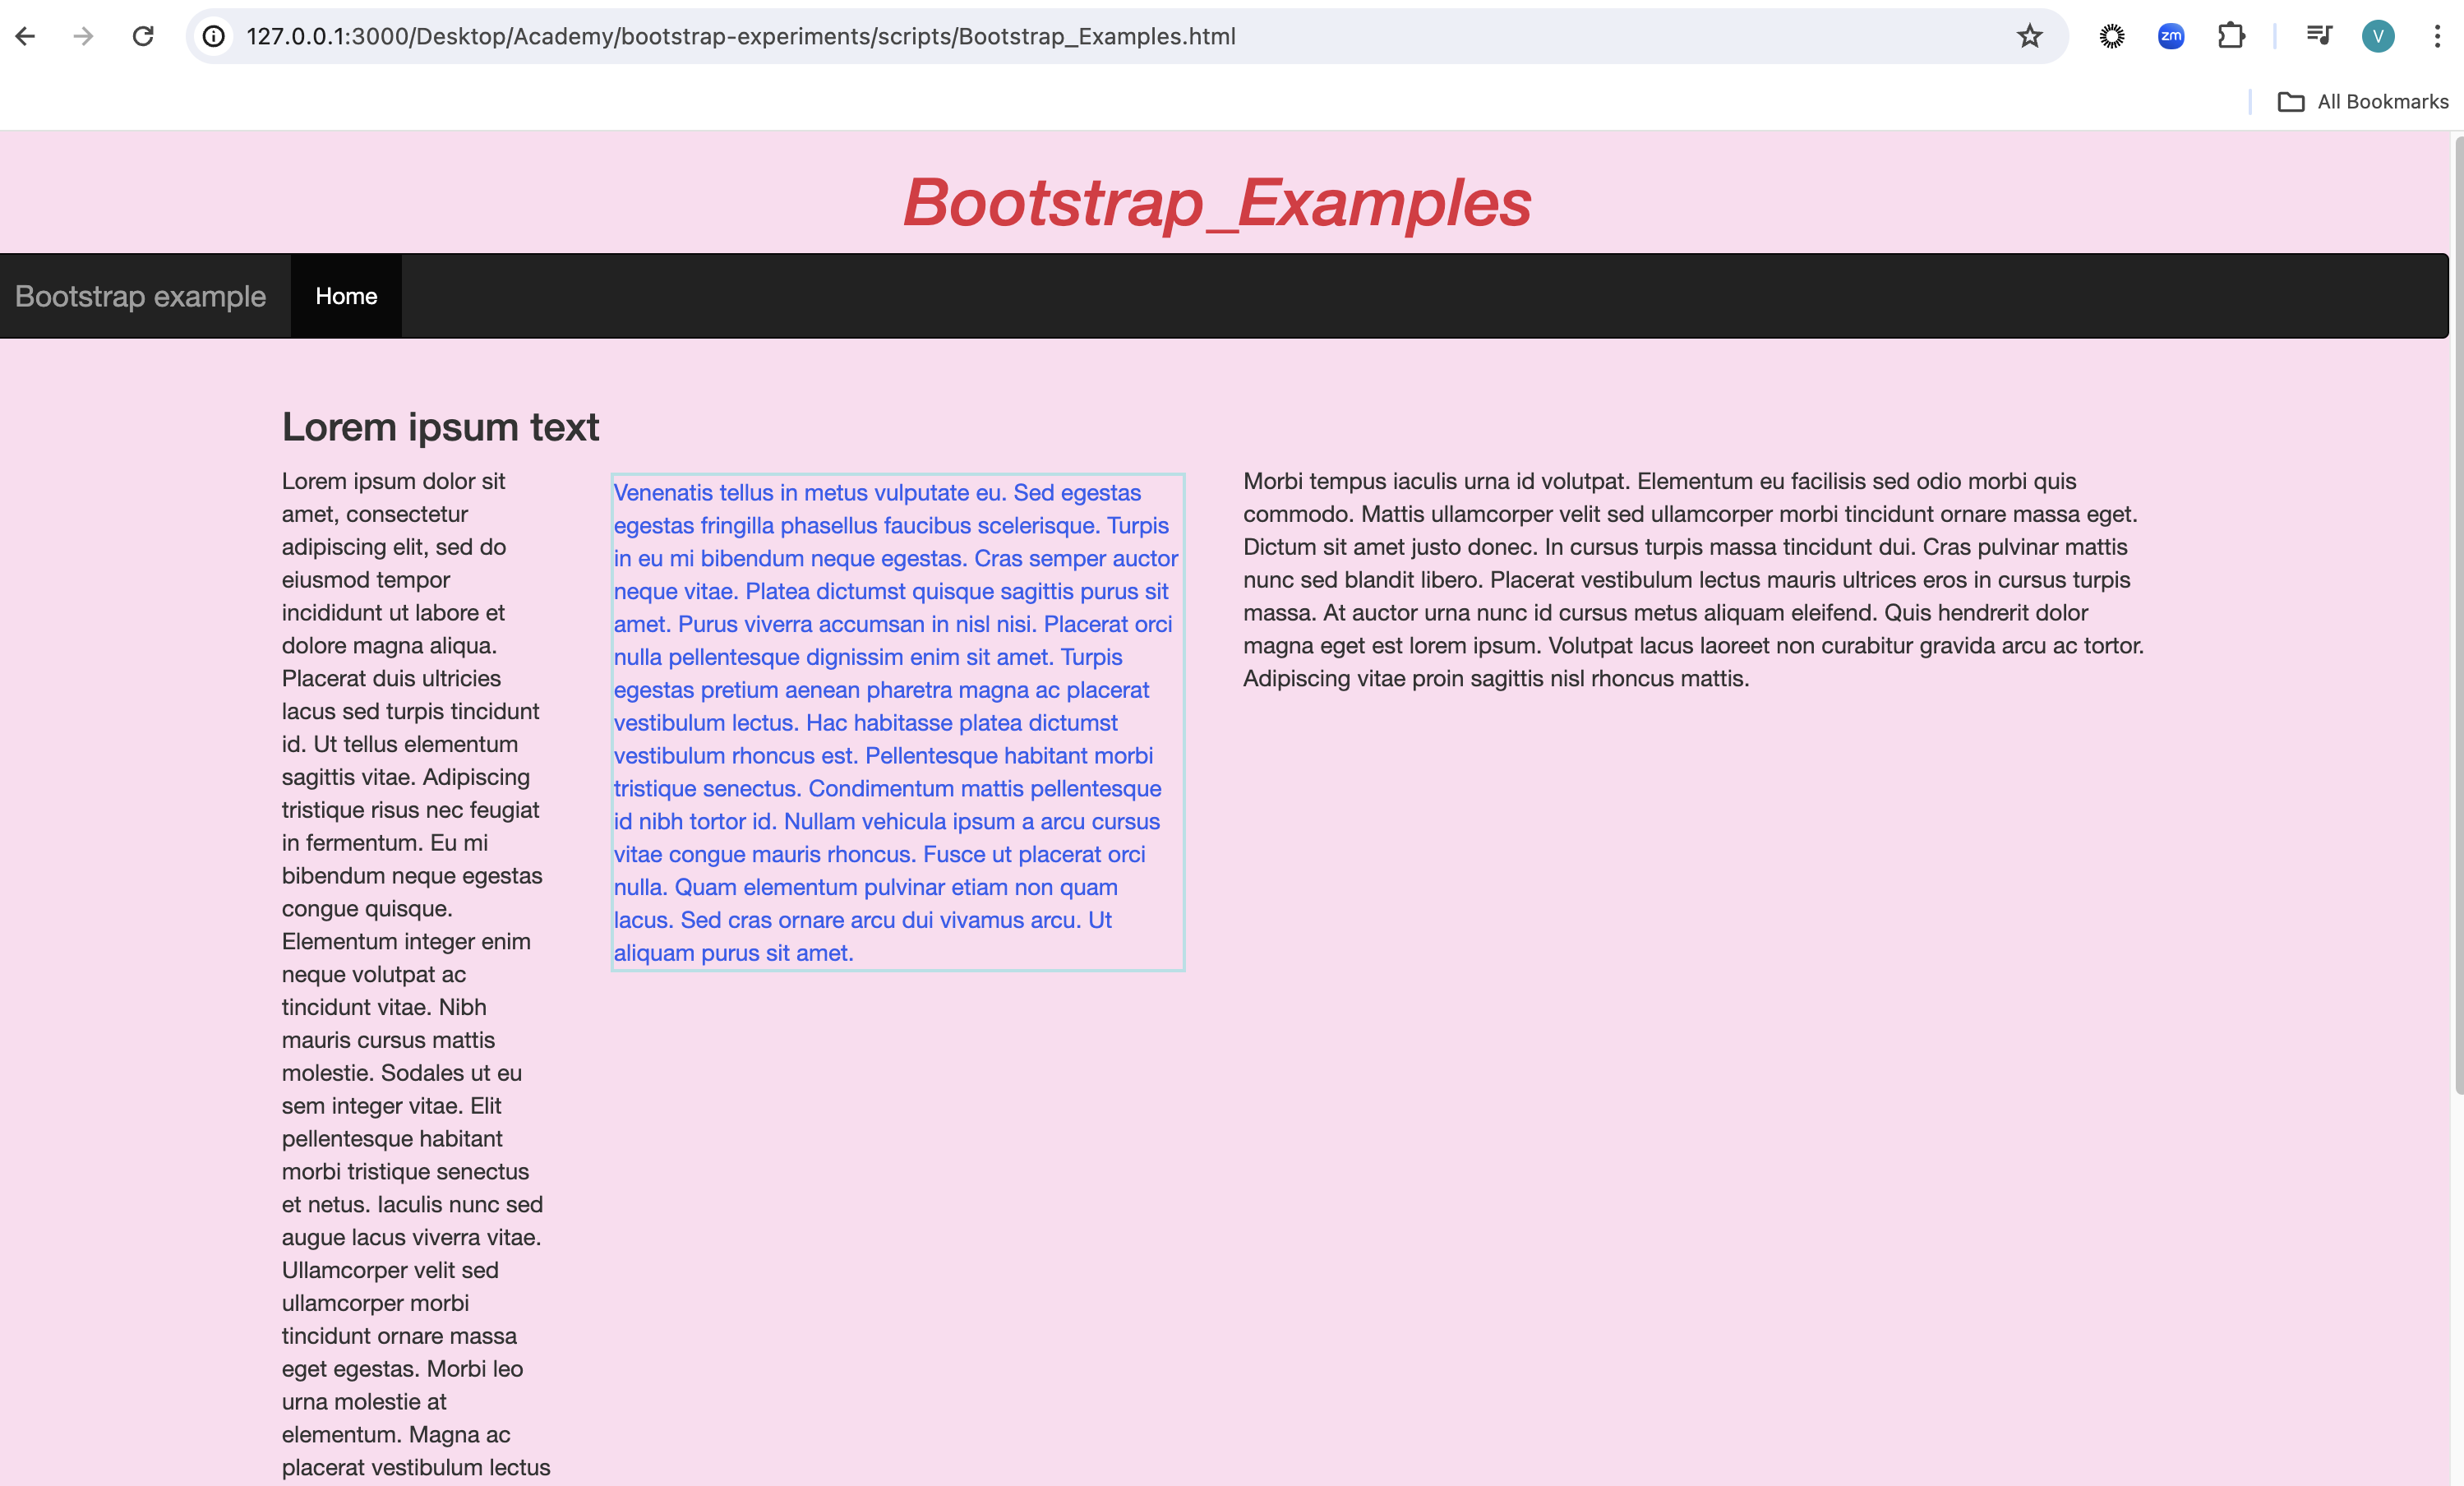 127.0.0.1:3000/Desktop/Academy/bootstrap-experiments/scripts/Bootstrap_Examples.html
zm
V
All Bookmarks
Bootstrap_Examples
Bootstrap example
Home
Lorem ipsum text
Lorem ipsum dolor sit
amet, consectetur
adipiscing elit, sed do
eiusmod tempor
incididunt ut labore et
dolore magna aliqua.
Placerat duis ultricies
lacus sed turpis tincidunt
id. Ut tellus elementum
sagittis vitae. Adipiscing
tristique risus nec feugiat
in fermentum. Eu mi
bibendum neque egestas
congue quisque.
Elementum integer enim
neque volutpat ac
tincidunt vitae. Nibh
mauris cursus mattis
molestie. Sodales ut eu
sem integer vitae. Elit
pellentesque habitant
morbi tristique senectus
et netus. Iaculis nunc sed
augue lacus viverra vitae.
Ullamcorper velit sed
ullamcorper morbi
tincidunt ornare massa
eget egestas. Morbi leo
urna molestie at
elementum. Magna ac
placerat vestibulum lectus
Venenatis tellus in metus vulputate eu. Sed egestas
egestas fringilla phasellus faucibus scelerisque. Turpis
in eu mi bibendum neque egestas. Cras semper auctor
neque vitae. Platea dictumst quisque sagittis purus sit
amet. Purus viverra accumsan in nisl nisi. Placerat orci
nulla pellentesque dignissim enim sit amet. Turpis
egestas pretium aenean pharetra magna ac placerat
vestibulum lectus. Hac habitasse platea dictumst
vestibulum rhoncus est. Pellentesque habitant morbi
tristique senectus. Condimentum mattis pellentesque
id nibh tortor id. Nullam vehicula ipsum a arcu cursus
vitae congue mauris rhoncus. Fusce ut placerat orci
nulla. Quam elementum pulvinar etiam non quam
lacus. Sed cras ornare arcu dui vivamus arcu. Ut
aliquam purus sit amet.
Morbi tempus iaculis urna id volutpat. Elementum eu facilisis sed odio morbi quis
commodo. Mattis ullamcorper velit sed ullamcorper morbi tincidunt ornare massa eget.
Dictum sit amet justo donec. In cursus turpis massa tincidunt dui. Cras pulvinar mattis
nunc sed blandit libero. Placerat vestibulum lectus mauris ultrices eros in cursus turpis
massa. At auctor urna nunc id cursus metus aliquam eleifend. Quis hendrerit dolor
magna eget est lorem ipsum. Volutpat lacus laoreet non curabitur gravida arcu ac tortor.
Adipiscing vitae proin sagittis nisl rhoncus mattis.